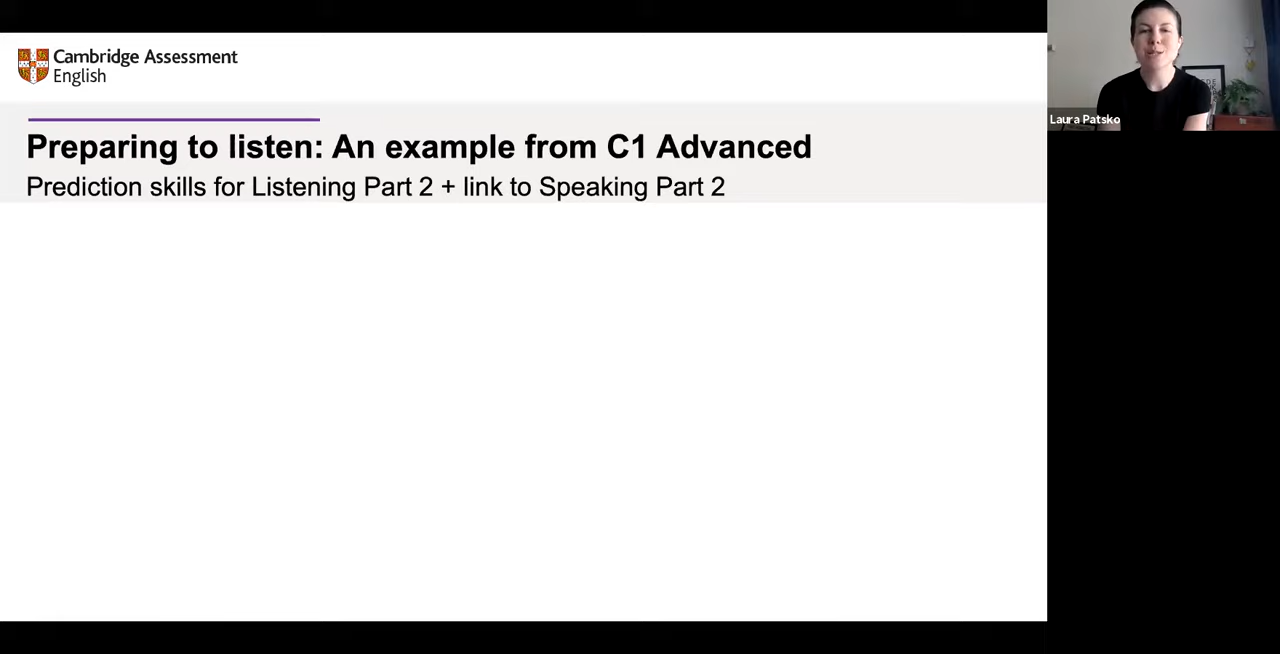 Cambridge Assessment
English
Preparing to listen: An example from C1 Advanced
Prediction skills for Listening Part 2 + link to Speaking Part 2
Laura Patsko